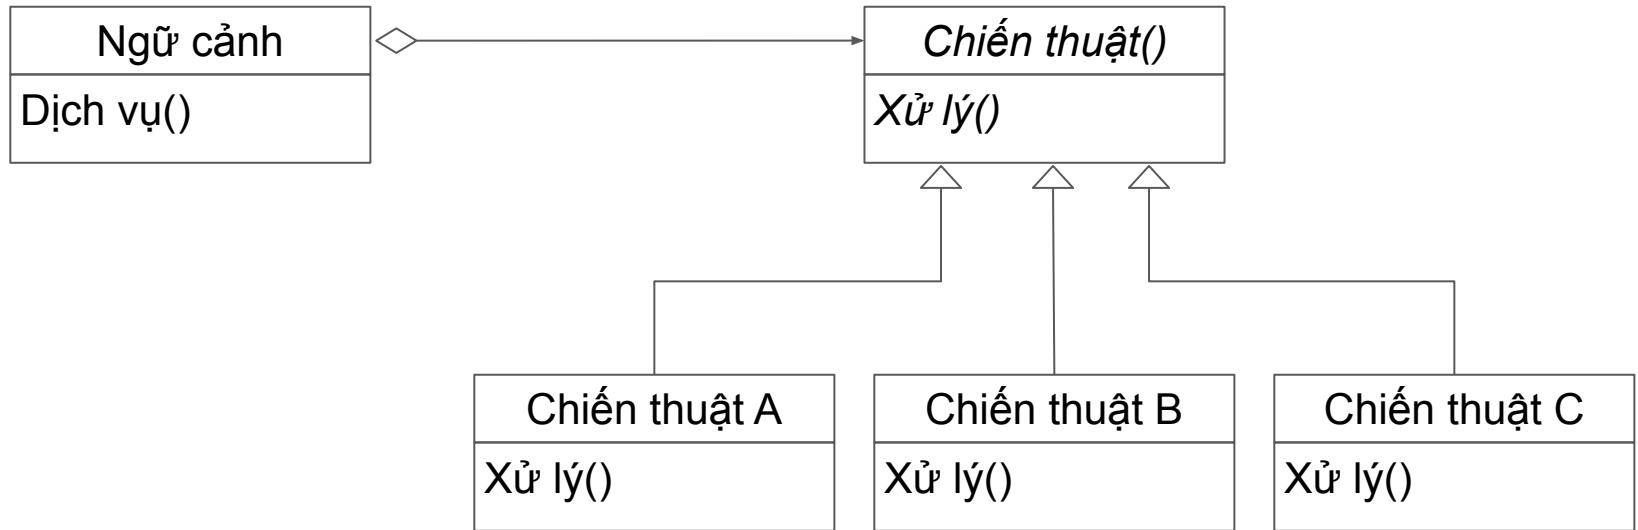 Ngữ cảnh
Chiến thuật()
Dịch vụ()
Xử lý()
Chiến thuật A
Chiến thuật B
Chiến thuật C
Xử lý()
Xử lý()
Xử lý()